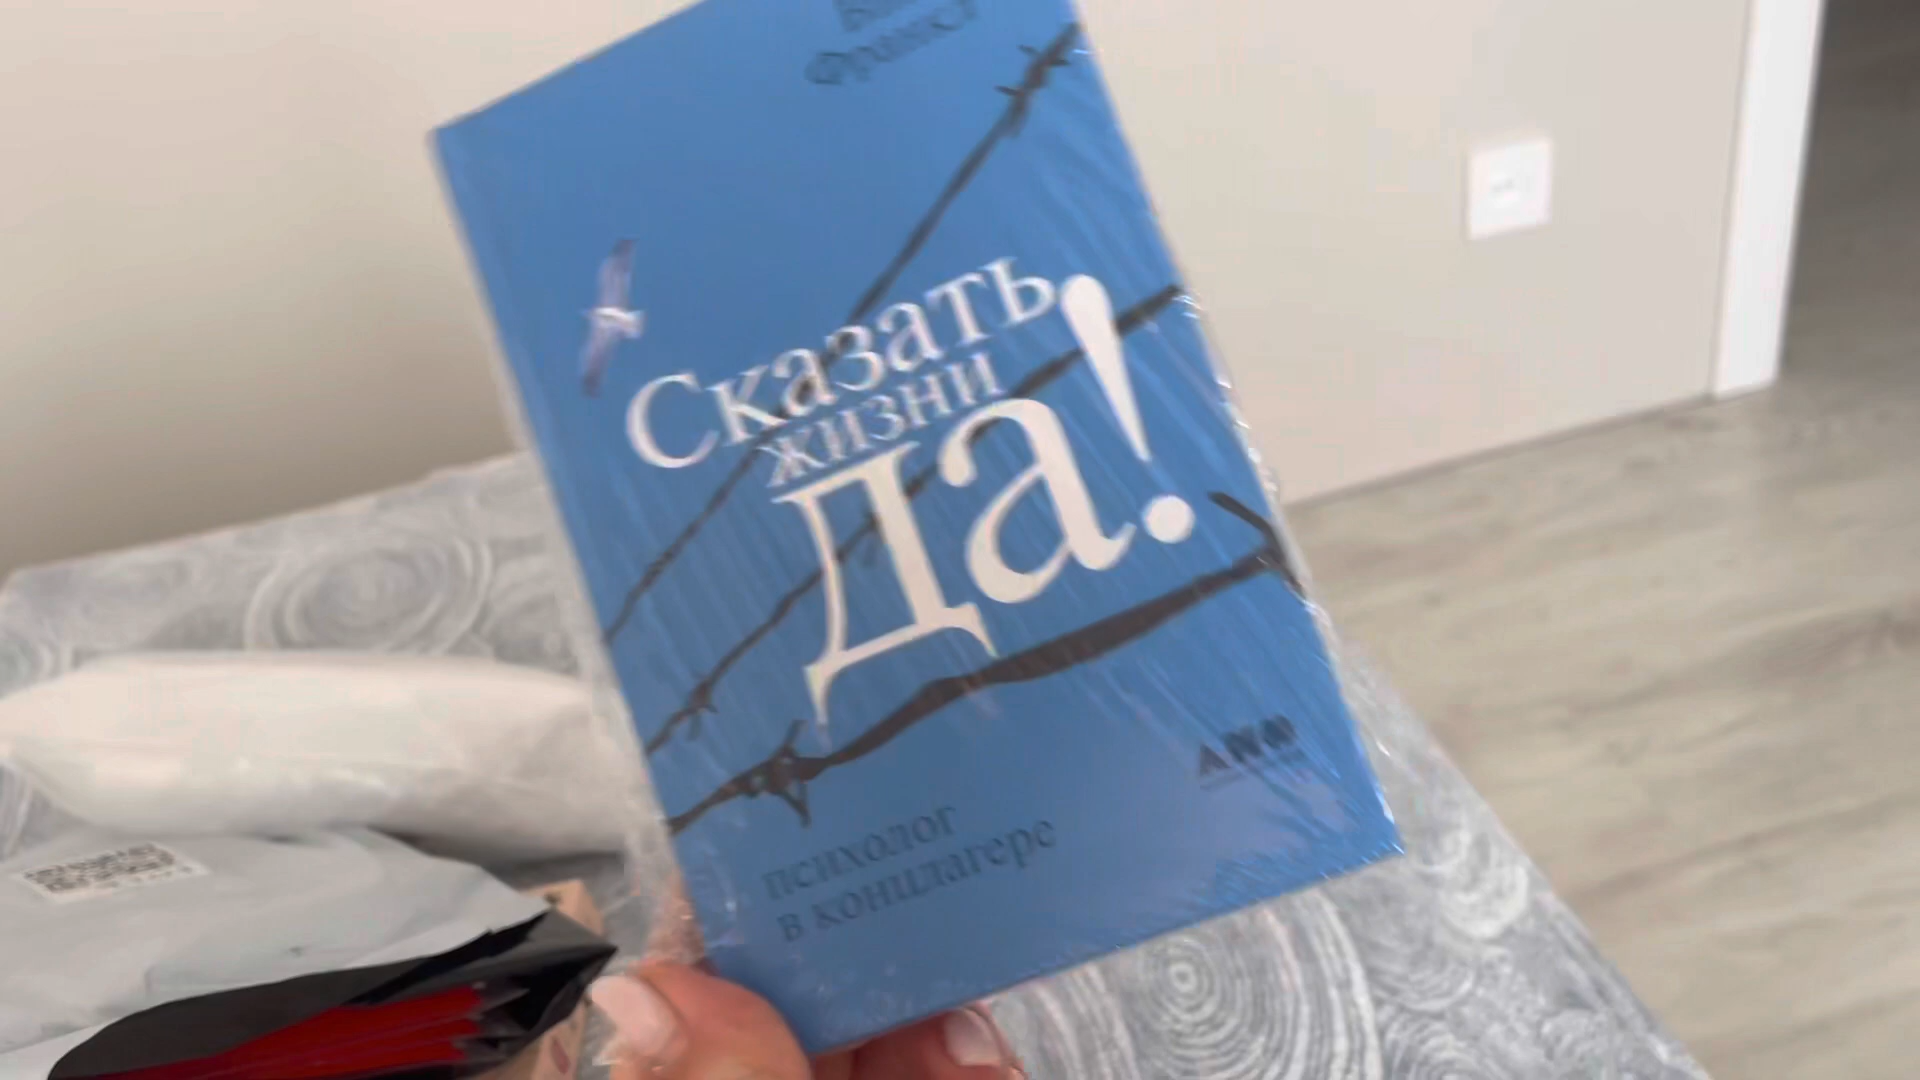 Сказать
жизни
Да!
психолог
в концлагере